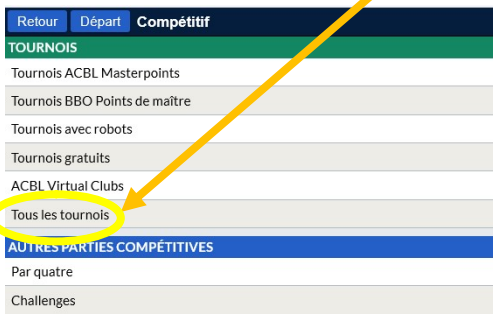 Retour Départ Compétitif
TOURNOIS
Tournois ACBL Masterpoints
Tournois BBO Points de maître
Tournois avec robots
Tournois gratuits
ACBL Virtual Clubs
Tous les tournois
AUTRES PARTIES COMPÉTITIVES
Par quatre
Challenges